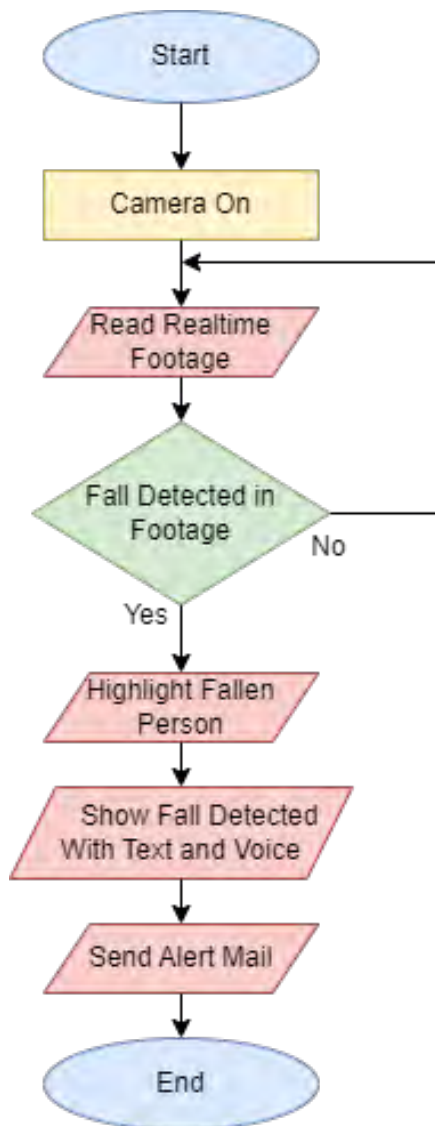 Start
Camera On
Read Realtime
Footage
Fall Detected in
Footage
No
Yes
Highlight Fallen
Person
Show Fall Detected
With Text and Voice
Send Alert Mail
End